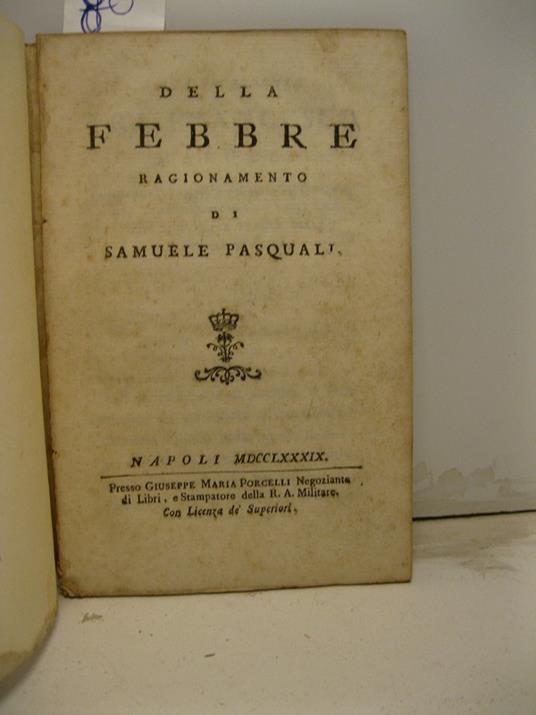 DELLA
FEBBRE
RAGIONAMENTO
DI
SAMUELE PASQUALI.
NAPOLI MDCCLXXXIX.
Presso GIUSEPPE MARIA PORCELLI Negoziante
di Libri, e Stampatore della R. A. Militare.
Con Licenza de' Superiori.